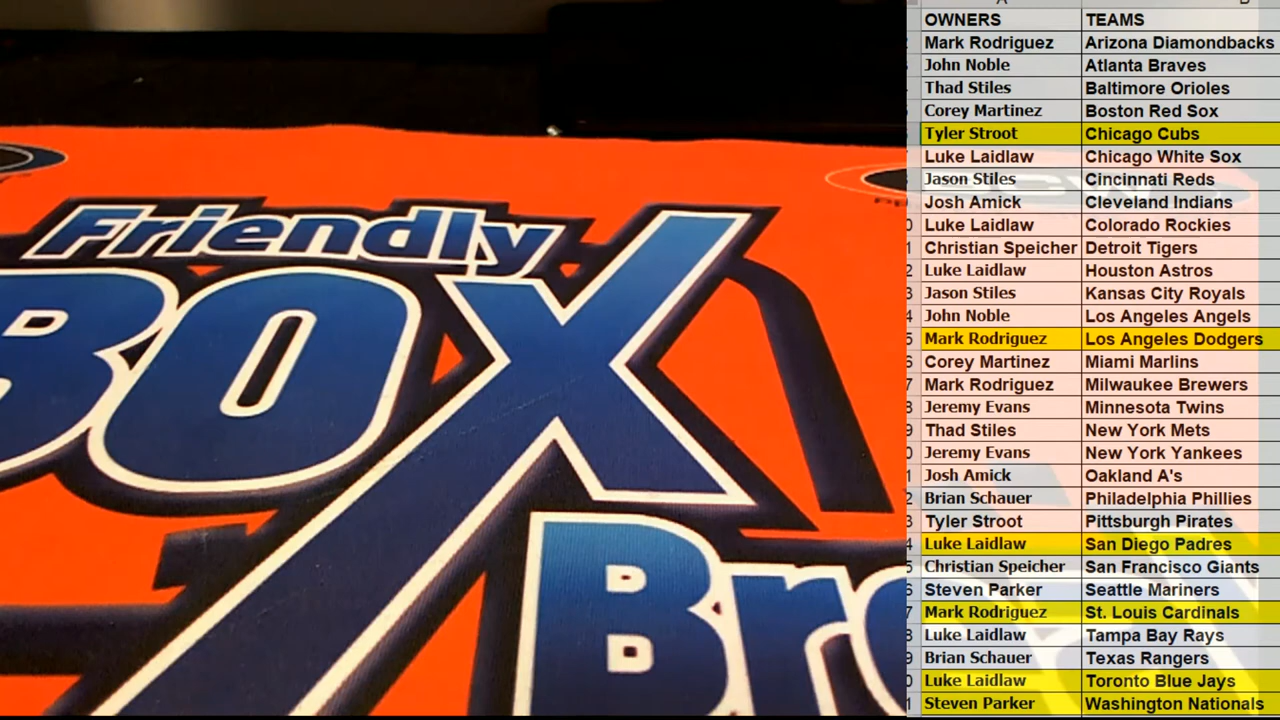 Friendly
BOX
Br
OWNERS TEAMS
Mark Rodriguez Arizona Diamondbacks
John Noble Atlanta Braves
Thad Stiles Baltimore Orioles
Corey Martinez Boston Red Sox
Tyler Stroot Chicago Cubs
Luke Laidlaw Chicago White Sox
Jason Stiles Cincinnati Reds
Josh Amick Cleveland Indians
Luke Laidlaw Colorado Rockies
Christian Speicher Detroit Tigers
Luke Laidlaw Houston Astros
Jason Stiles Kansas City Royals
John Noble Los Angeles Angels
Mark Rodriguez Los Angeles Dodgers
Corey Martinez Miami Marlins
Mark Rodriguez Milwaukee Brewers
Jeremy Evans Minnesota Twins
Thad Stiles New York Mets
Jeremy Evans New York Yankees
Josh Amick Oakland A's
Brian Schauer Philadelphia Phillies
Tyler Stroot Pittsburgh Pirates
Luke Laidlaw San Diego Padres
Christian Speicher San Francisco Giants
Steven Parker Seattle Mariners
Mark Rodriguez St. Louis Cardinals
Luke Laidlaw Tampa Bay Rays
Brian Schauer Texas Rangers
Luke Laidlaw Toronto Blue Jays
Steven Parker Washington Nationals